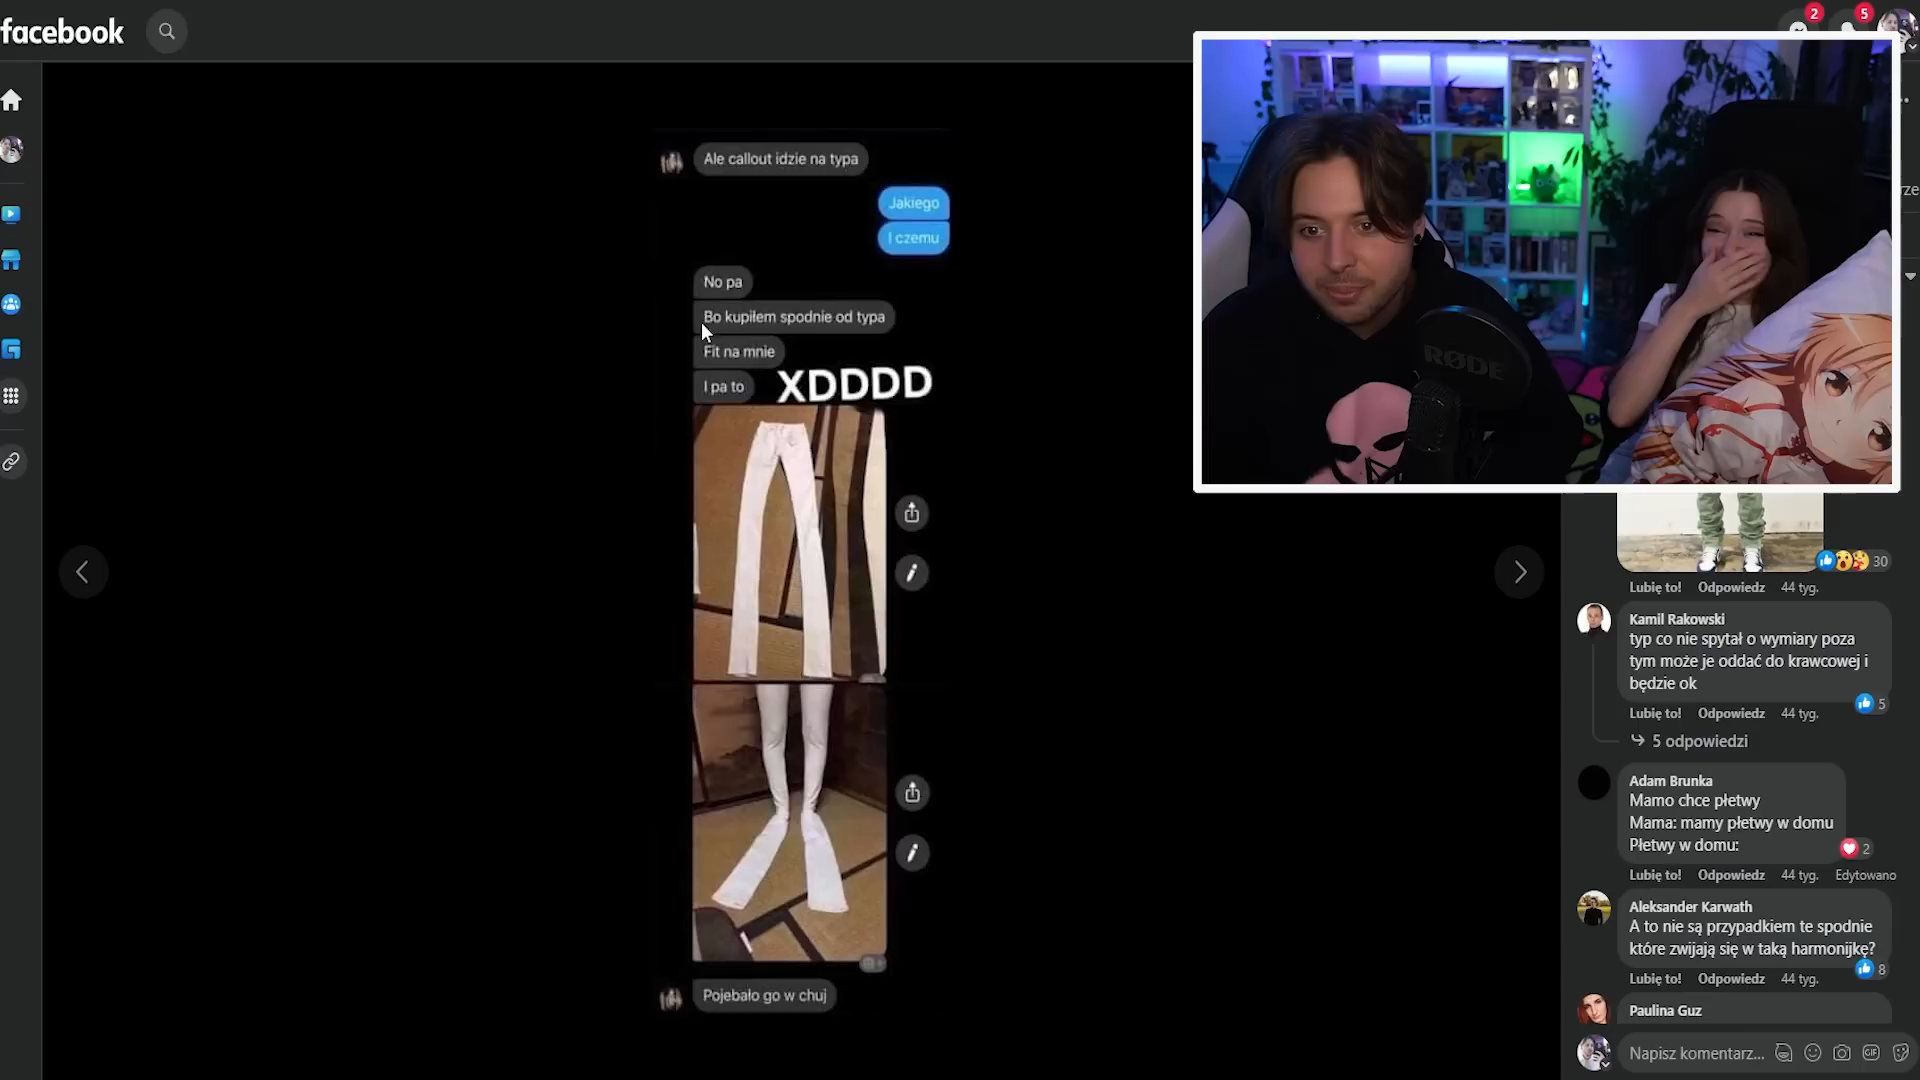 facebook
2
5
Ale callout idzie na typa
Jakiego
I czemu
No pa
Bo kupiłem spodnie od typa
Fit na mnie
I pa to
XDDDD
Pojebało go w chuj
RØDE
30
Lubię to! Odpowiedz 44 tyg.
Kamil Rakowski
typ co nie spytał o wymiary poza
tym może je oddać do krawcowej i
będzie ok
5
Lubię to! Odpowiedz 44 tyg.
5 odpowiedzi
Adam Brunka
Mamo chce płetwy
Mama: mamy płetwy w domu
Płetwy w domu:
2
Lubię to! Odpowiedz 44 tyg. Edytowano
Aleksander Karwath
A to nie są przypadkiem te spodnie
które zwijają się w taką harmonijkę?
8
Lubię to! Odpowiedz 44 tyg.
Paulina Guz
Napisz komentarz...
GIF